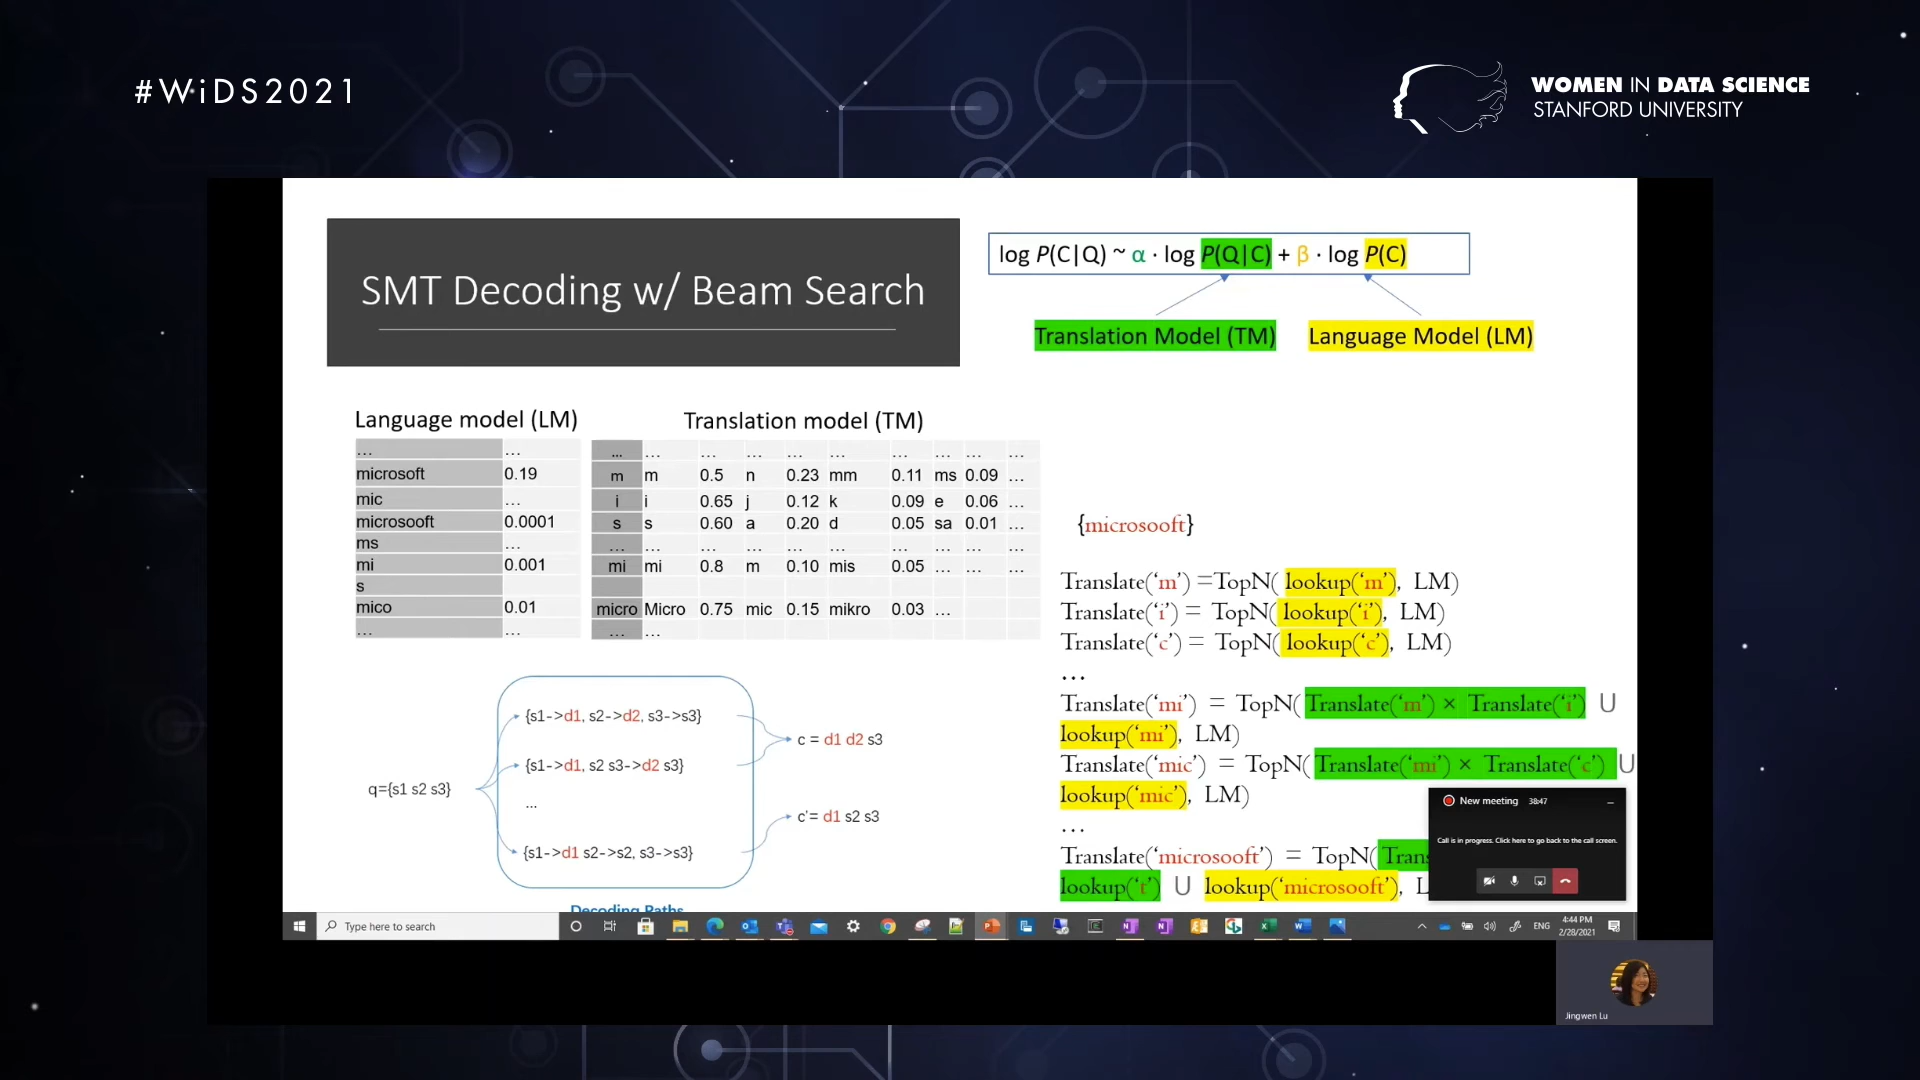 #WiDS2021
WOMEN IN DATA SCIENCE
STANFORD UNIVERSITY
SMT Decoding w/ Beam Search
log P(C|Q) ~ α · log P(Q|C) + β · log P(C)
Translation Model (TM) Language Model (LM)
Language model (LM)
... ...
microsoft 0.19
mic ...
microsooft 0.0001
ms ...
mi 0.001
s
mico 0.01
... ...
Translation model (TM)
... ... ... ... ... ... ... ... ... ...
m m 0.5 n 0.23 mm 0.11 ms 0.09 ...
i i 0.65 j 0.12 k 0.09 e 0.06 ...
s s 0.60 a 0.20 d 0.05 sa 0.01 ...
... ... ... ... ... ... ... ... ... ...
mi mi 0.8 m 0.10 mis 0.05 ... ... ...
micro Micro 0.75 mic 0.15 mikro 0.03 ...
... ...
{microsooft}
Translate('m') =TopN( lookup('m'), LM)
Translate('i') = TopN( lookup('i'), LM)
Translate('c') = TopN( lookup('c'), LM)
...
Translate('mi') = TopN( Translate('m') × Translate('i') ∪
lookup('mi'), LM)
Translate('mic') = TopN( Translate('mi') × Translate('c') ∪
lookup('mic'), LM)
...
Translate('microsooft') = TopN( Trans
lookup('t') ∪ lookup('microsooft'), L
q={s1 s2 s3}
{s1->d1, s2->d2, s3->s3}
{s1->d1, s2 s3->d2 s3}
...
{s1->d1 s2->s2, s3->s3}
c = d1 d2 s3
c'= d1 s2 s3
Decoding Paths
New meeting 38:47
Call is in progress. Click here to go back to the call screen.
Type here to search
ENG
4:44 PM
2/28/2021
Jingwen Lu